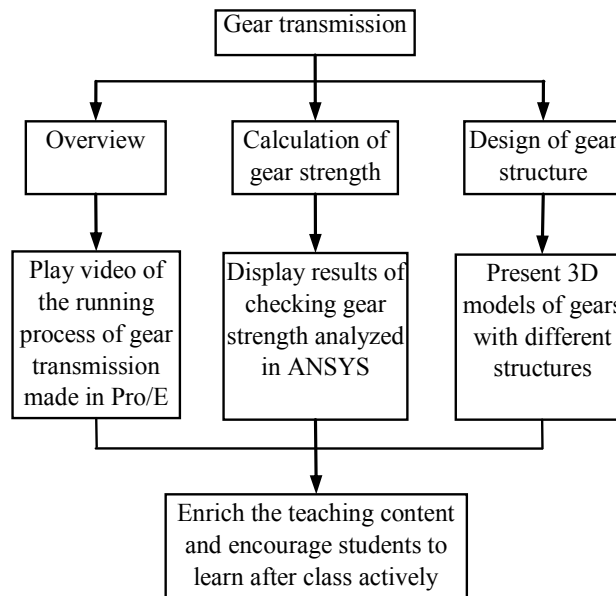 Gear transmission
Overview
Calculation of
gear strength
Design of gear
structure
Play video of
the running
process of gear
transmission
made in Pro/E
Display results of
checking gear
strength analyzed
in ANSYS
Present 3D
models of gears
with different
structures
Enrich the teaching content
and encourage students to
learn after class actively